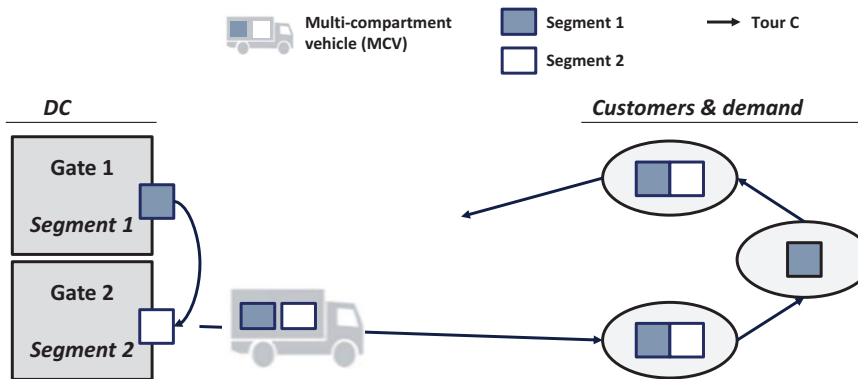 Multi-compartment
vehicle (MCV)
Segment 1
Segment 2
Tour C
DC
Customers & demand
Gate 1
Segment 1
Gate 2
Segment 2